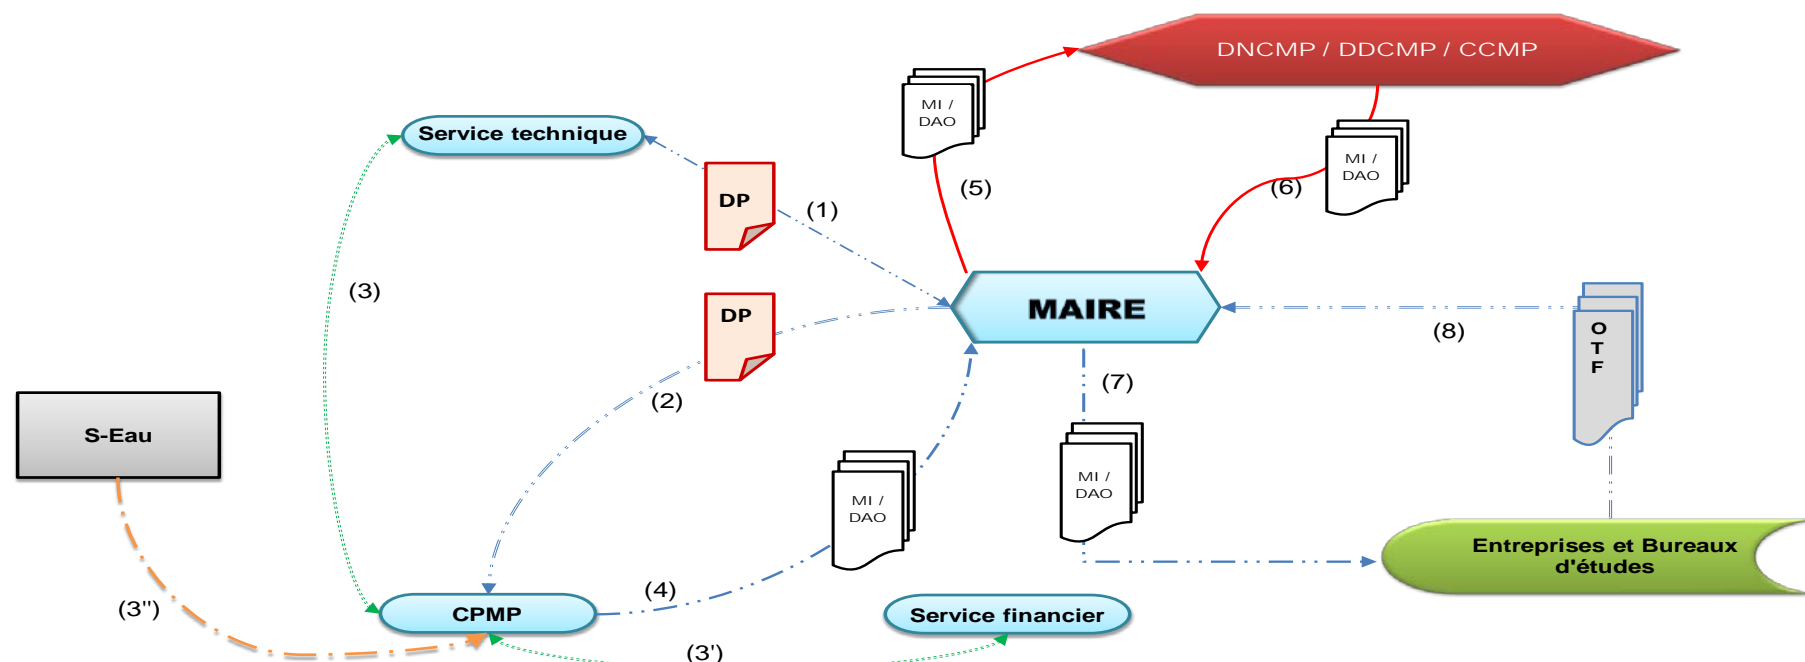 DNCMP / DDCMP / CCMP
MI /
DAO
Service technique
MI /
DAO
(5)
(6)
DP
(1)
(3)
MAIRE
DP
(8)
O
T
F
(7)
(2)
S-Eau
MI /
DAO
MI /
DAO
Entreprises et Bureaux
d'études
(4)
(3'')
CPMP
Service financier
(3')